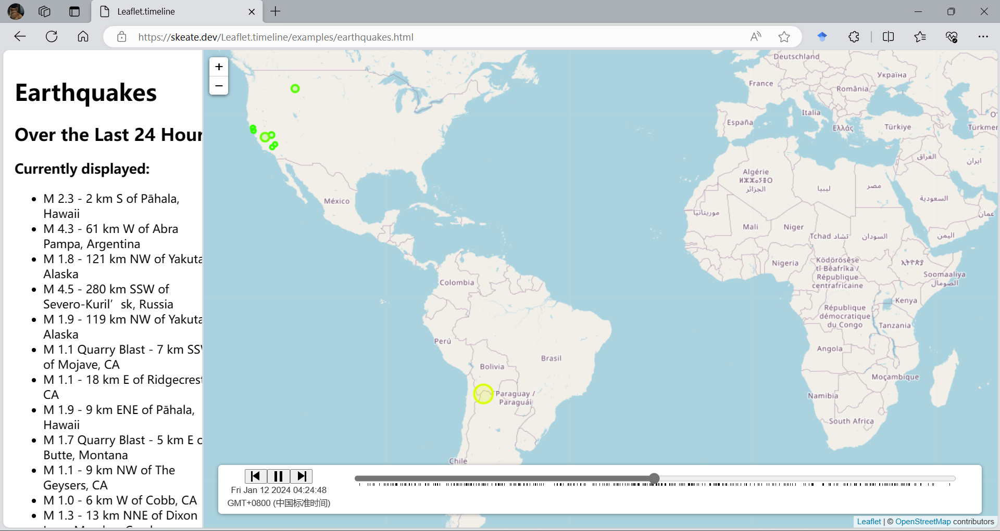 Leaflet.timeline
https://skeate.dev/Leaflet.timeline/examples/earthquakes.html
Earthquakes
Over the Last 24 Hour
Currently displayed:
M 2.3 - 2 km S of Pāhala,
Hawaii
M 4.3 - 61 km W of Abra
Pampa, Argentina
M 1.8 - 121 km NW of Yakuta
Alaska
M 4.5 - 280 km SSW of
Severo-Kuril’sk, Russia
M 1.9 - 119 km NW of Yakuta
Alaska
M 1.1 Quarry Blast - 7 km SSW
of Mojave, CA
M 1.1 - 18 km E of Ridgecrest
CA
M 1.9 - 9 km ENE of Pāhala,
Hawaii
M 1.7 Quarry Blast - 5 km E o
Butte, Montana
M 1.1 - 9 km NW of The
Geysers, CA
M 1.0 - 6 km W of Cobb, CA
M 1.3 - 13 km NNE of Dixon
+
−
Deutschland
Україна
France
România
Italia
España
Ελλάς
Türkiye
Türkmen
العراق
ایران
Algérie
ⵍⵣⵣⴰⵢⴻⵔ
الجزائر
ليبيا
مصر
السعودية
عمان
México
موريتانيا
Mali
Niger
Tchad تشاد
السودان
اليمن
Nigeria
Ködörösêse
tî Bêafrîka /
République
centrafricaine
ኢትዮጵያ
Soomaaliya
الصومال
Colombia
Kenya
République
démocratique
du Congo
Tanzania
Perú
Angola
Brasil
Bolivia
Moçambique
Paraguay /
Paraguái
Namibia
South Africa
Chile
Fri Jan 12 2024 04:24:48
GMT+0800 (中国标准时间)
Leaflet | © OpenStreetMap contributors